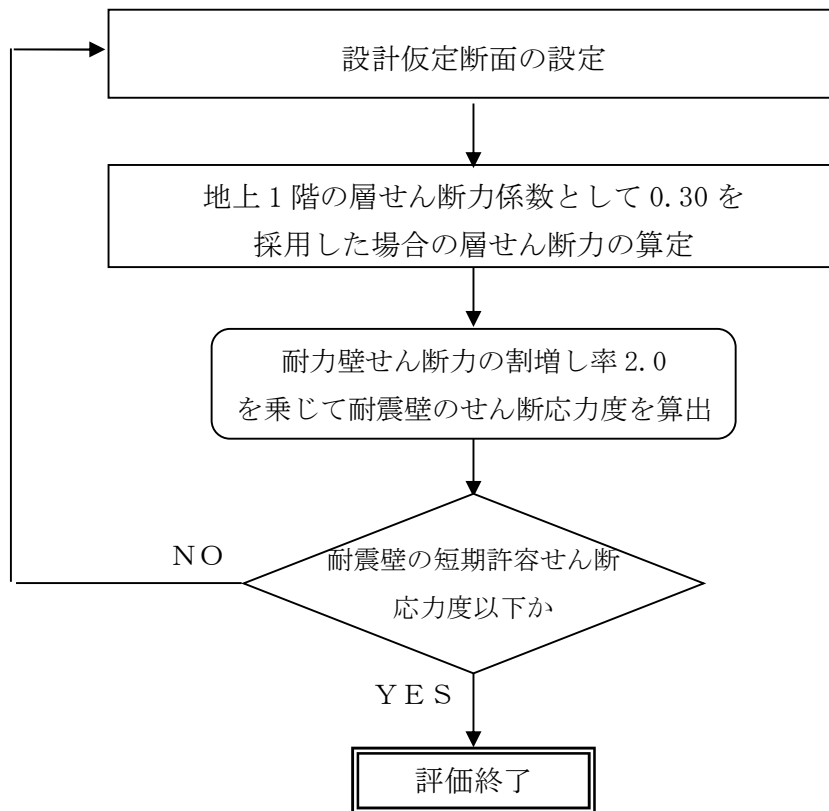 設計仮定断面の設定
地上1階の層せん断力係数として0.30を
採用した場合の層せん断力の算定
耐力壁せん断力の割増し率2.0
を乗じて耐震壁のせん断応力度を算出
NO
耐震壁の短期許容せん断
応力度以下か
YES
評価終了